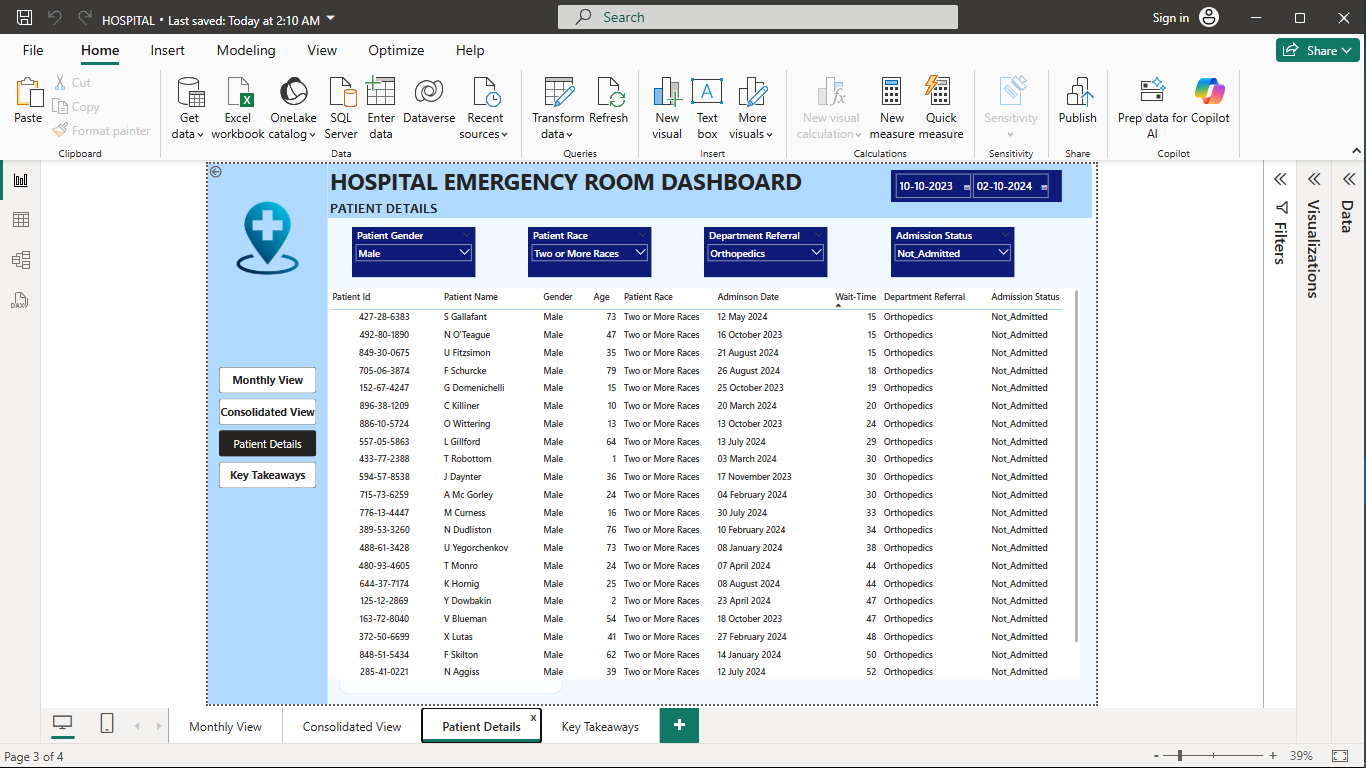 HOSPITAL • Last saved: Today at 2:10 AM
Search
Sign in
File Home Insert Modeling View Optimize Help
Share
Paste
Cut
Copy
Format painter
Clipboard
Get data
Excel workbook
OneLake catalog
SQL Server
Enter data
Dataverse
Recent sources
Data
Transform data
Refresh
Queries
New visual
Text box
More visuals
Insert
New visual calculation
New measure
Quick measure
Calculations
Sensitivity
Sensitivity
Publish
Share
Prep data for AI
Copilot
Copilot
HOSPITAL EMERGENCY ROOM DASHBOARD
10-10-2023 02-10-2024
PATIENT DETAILS
Patient Gender
Male
Patient Race
Two or More Races
Department Referral
Orthopedics
Admission Status
Not_Admitted
Patient Id Patient Name Gender Age Patient Race Adminson Date Wait-Time Department Referral Admission Status
427-28-6383 S Gallafant Male 73 Two or More Races 12 May 2024 15 Orthopedics Not_Admitted
492-80-1890 N O'Teague Male 47 Two or More Races 16 October 2023 15 Orthopedics Not_Admitted
849-30-0675 U Fitzsimon Male 35 Two or More Races 21 August 2024 15 Orthopedics Not_Admitted
705-06-3874 F Schurcke Male 79 Two or More Races 26 August 2024 18 Orthopedics Not_Admitted
152-67-4247 G Domenichelli Male 15 Two or More Races 25 October 2023 19 Orthopedics Not_Admitted
896-38-1209 C Killiner Male 10 Two or More Races 20 March 2024 20 Orthopedics Not_Admitted
886-10-5724 O Wittering Male 13 Two or More Races 13 October 2023 24 Orthopedics Not_Admitted
557-05-5863 L Gillford Male 64 Two or More Races 13 July 2024 29 Orthopedics Not_Admitted
433-77-2388 T Robottom Male 1 Two or More Races 03 March 2024 30 Orthopedics Not_Admitted
594-57-8538 J Daynter Male 36 Two or More Races 17 November 2023 30 Orthopedics Not_Admitted
715-73-6259 A Mc Gorley Male 24 Two or More Races 04 February 2024 30 Orthopedics Not_Admitted
776-13-4447 M Curness Male 16 Two or More Races 30 July 2024 33 Orthopedics Not_Admitted
389-53-3260 N Dudliston Male 76 Two or More Races 10 February 2024 34 Orthopedics Not_Admitted
488-61-3428 U Yegorchenkov Male 73 Two or More Races 08 January 2024 38 Orthopedics Not_Admitted
480-93-4605 T Monro Male 24 Two or More Races 07 April 2024 44 Orthopedics Not_Admitted
644-37-7174 K Hornig Male 25 Two or More Races 08 August 2024 44 Orthopedics Not_Admitted
125-12-2869 Y Dowbakin Male 2 Two or More Races 23 April 2024 47 Orthopedics Not_Admitted
163-72-8040 V Blueman Male 54 Two or More Races 18 October 2023 47 Orthopedics Not_Admitted
372-50-6699 X Lutas Male 41 Two or More Races 27 February 2024 48 Orthopedics Not_Admitted
848-51-5434 F Skilton Male 62 Two or More Races 14 January 2024 50 Orthopedics Not_Admitted
285-41-0221 N Aggiss Male 39 Two or More Races 12 July 2024 52 Orthopedics Not_Admitted
Monthly View
Consolidated View
Patient Details
Key Takeaways
Filters
Visualizations
Data
Monthly View Consolidated View Patient Details x Key Takeaways +
Page 3 of 4
- + 39%